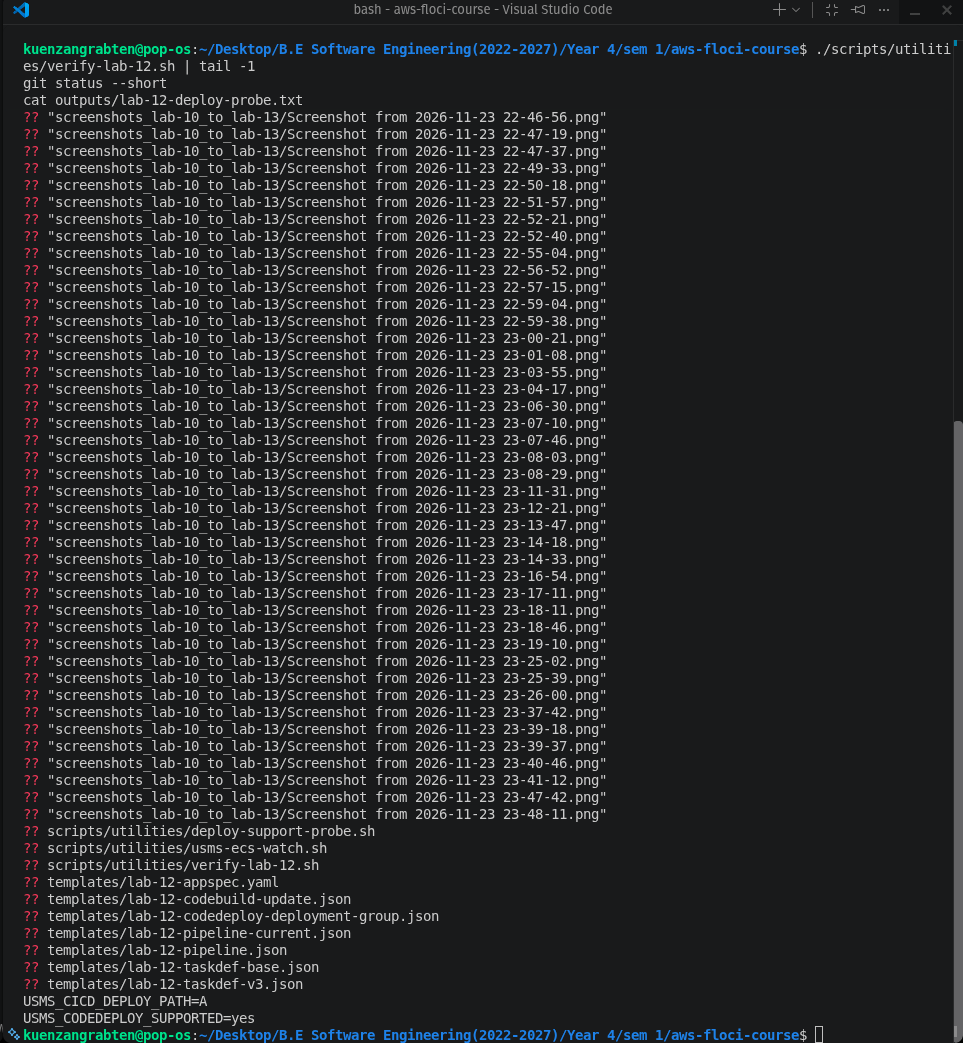 bash - aws-floci-course - Visual Studio Code
kuenzangrabten@pop-os:~/Desktop/B.E Software Engineering(2022-2027)/Year 4/sem 1/aws-floci-course$ ./scripts/utiliti
es/verify-lab-12.sh | tail -1
git status --short
cat outputs/lab-12-deploy-probe.txt
?? "screenshots_lab-10_to_lab-13/Screenshot from 2026-11-23 22-46-56.png"
?? "screenshots_lab-10_to_lab-13/Screenshot from 2026-11-23 22-47-19.png"
?? "screenshots_lab-10_to_lab-13/Screenshot from 2026-11-23 22-47-37.png"
?? "screenshots_lab-10_to_lab-13/Screenshot from 2026-11-23 22-49-33.png"
?? "screenshots_lab-10_to_lab-13/Screenshot from 2026-11-23 22-50-18.png"
?? "screenshots_lab-10_to_lab-13/Screenshot from 2026-11-23 22-51-57.png"
?? "screenshots_lab-10_to_lab-13/Screenshot from 2026-11-23 22-52-21.png"
?? "screenshots_lab-10_to_lab-13/Screenshot from 2026-11-23 22-52-40.png"
?? "screenshots_lab-10_to_lab-13/Screenshot from 2026-11-23 22-55-04.png"
?? "screenshots_lab-10_to_lab-13/Screenshot from 2026-11-23 22-56-52.png"
?? "screenshots_lab-10_to_lab-13/Screenshot from 2026-11-23 22-57-15.png"
?? "screenshots_lab-10_to_lab-13/Screenshot from 2026-11-23 22-59-04.png"
?? "screenshots_lab-10_to_lab-13/Screenshot from 2026-11-23 22-59-38.png"
?? "screenshots_lab-10_to_lab-13/Screenshot from 2026-11-23 23-00-21.png"
?? "screenshots_lab-10_to_lab-13/Screenshot from 2026-11-23 23-01-08.png"
?? "screenshots_lab-10_to_lab-13/Screenshot from 2026-11-23 23-03-55.png"
?? "screenshots_lab-10_to_lab-13/Screenshot from 2026-11-23 23-04-17.png"
?? "screenshots_lab-10_to_lab-13/Screenshot from 2026-11-23 23-06-30.png"
?? "screenshots_lab-10_to_lab-13/Screenshot from 2026-11-23 23-07-10.png"
?? "screenshots_lab-10_to_lab-13/Screenshot from 2026-11-23 23-07-46.png"
?? "screenshots_lab-10_to_lab-13/Screenshot from 2026-11-23 23-08-03.png"
?? "screenshots_lab-10_to_lab-13/Screenshot from 2026-11-23 23-08-29.png"
?? "screenshots_lab-10_to_lab-13/Screenshot from 2026-11-23 23-11-31.png"
?? "screenshots_lab-10_to_lab-13/Screenshot from 2026-11-23 23-12-21.png"
?? "screenshots_lab-10_to_lab-13/Screenshot from 2026-11-23 23-13-47.png"
?? "screenshots_lab-10_to_lab-13/Screenshot from 2026-11-23 23-14-18.png"
?? "screenshots_lab-10_to_lab-13/Screenshot from 2026-11-23 23-14-33.png"
?? "screenshots_lab-10_to_lab-13/Screenshot from 2026-11-23 23-16-54.png"
?? "screenshots_lab-10_to_lab-13/Screenshot from 2026-11-23 23-17-11.png"
?? "screenshots_lab-10_to_lab-13/Screenshot from 2026-11-23 23-18-11.png"
?? "screenshots_lab-10_to_lab-13/Screenshot from 2026-11-23 23-18-46.png"
?? "screenshots_lab-10_to_lab-13/Screenshot from 2026-11-23 23-19-10.png"
?? "screenshots_lab-10_to_lab-13/Screenshot from 2026-11-23 23-25-02.png"
?? "screenshots_lab-10_to_lab-13/Screenshot from 2026-11-23 23-25-39.png"
?? "screenshots_lab-10_to_lab-13/Screenshot from 2026-11-23 23-26-00.png"
?? "screenshots_lab-10_to_lab-13/Screenshot from 2026-11-23 23-37-42.png"
?? "screenshots_lab-10_to_lab-13/Screenshot from 2026-11-23 23-39-18.png"
?? "screenshots_lab-10_to_lab-13/Screenshot from 2026-11-23 23-39-37.png"
?? "screenshots_lab-10_to_lab-13/Screenshot from 2026-11-23 23-40-46.png"
?? "screenshots_lab-10_to_lab-13/Screenshot from 2026-11-23 23-41-12.png"
?? "screenshots_lab-10_to_lab-13/Screenshot from 2026-11-23 23-47-42.png"
?? "screenshots_lab-10_to_lab-13/Screenshot from 2026-11-23 23-48-11.png"
?? scripts/utilities/deploy-support-probe.sh
?? scripts/utilities/usms-ecs-watch.sh
?? scripts/utilities/verify-lab-12.sh
?? templates/lab-12-appspec.yaml
?? templates/lab-12-codebuild-update.json
?? templates/lab-12-codedeploy-deployment-group.json
?? templates/lab-12-pipeline-current.json
?? templates/lab-12-pipeline.json
?? templates/lab-12-taskdef-base.json
?? templates/lab-12-taskdef-v3.json
USMS_CICD_DEPLOY_PATH=A
USMS_CODEDEPLOY_SUPPORTED=yes
kuenzangrabten@pop-os:~/Desktop/B.E Software Engineering(2022-2027)/Year 4/sem 1/aws-floci-course$